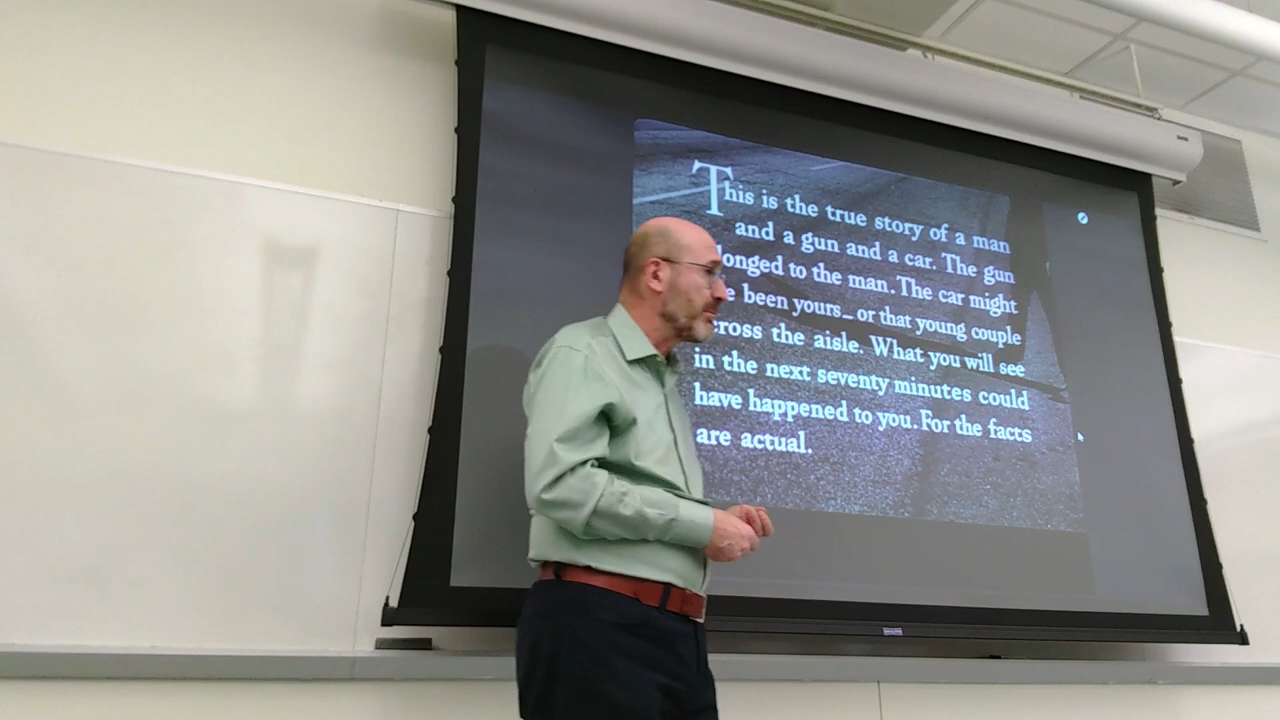 This is the true story of a man
and a gun and a car. The gun
longed to the man. The car might
e been yours_ or that young couple
cross the aisle. What you will see
in the next seventy minutes could
have happened to you. For the facts
are actual.